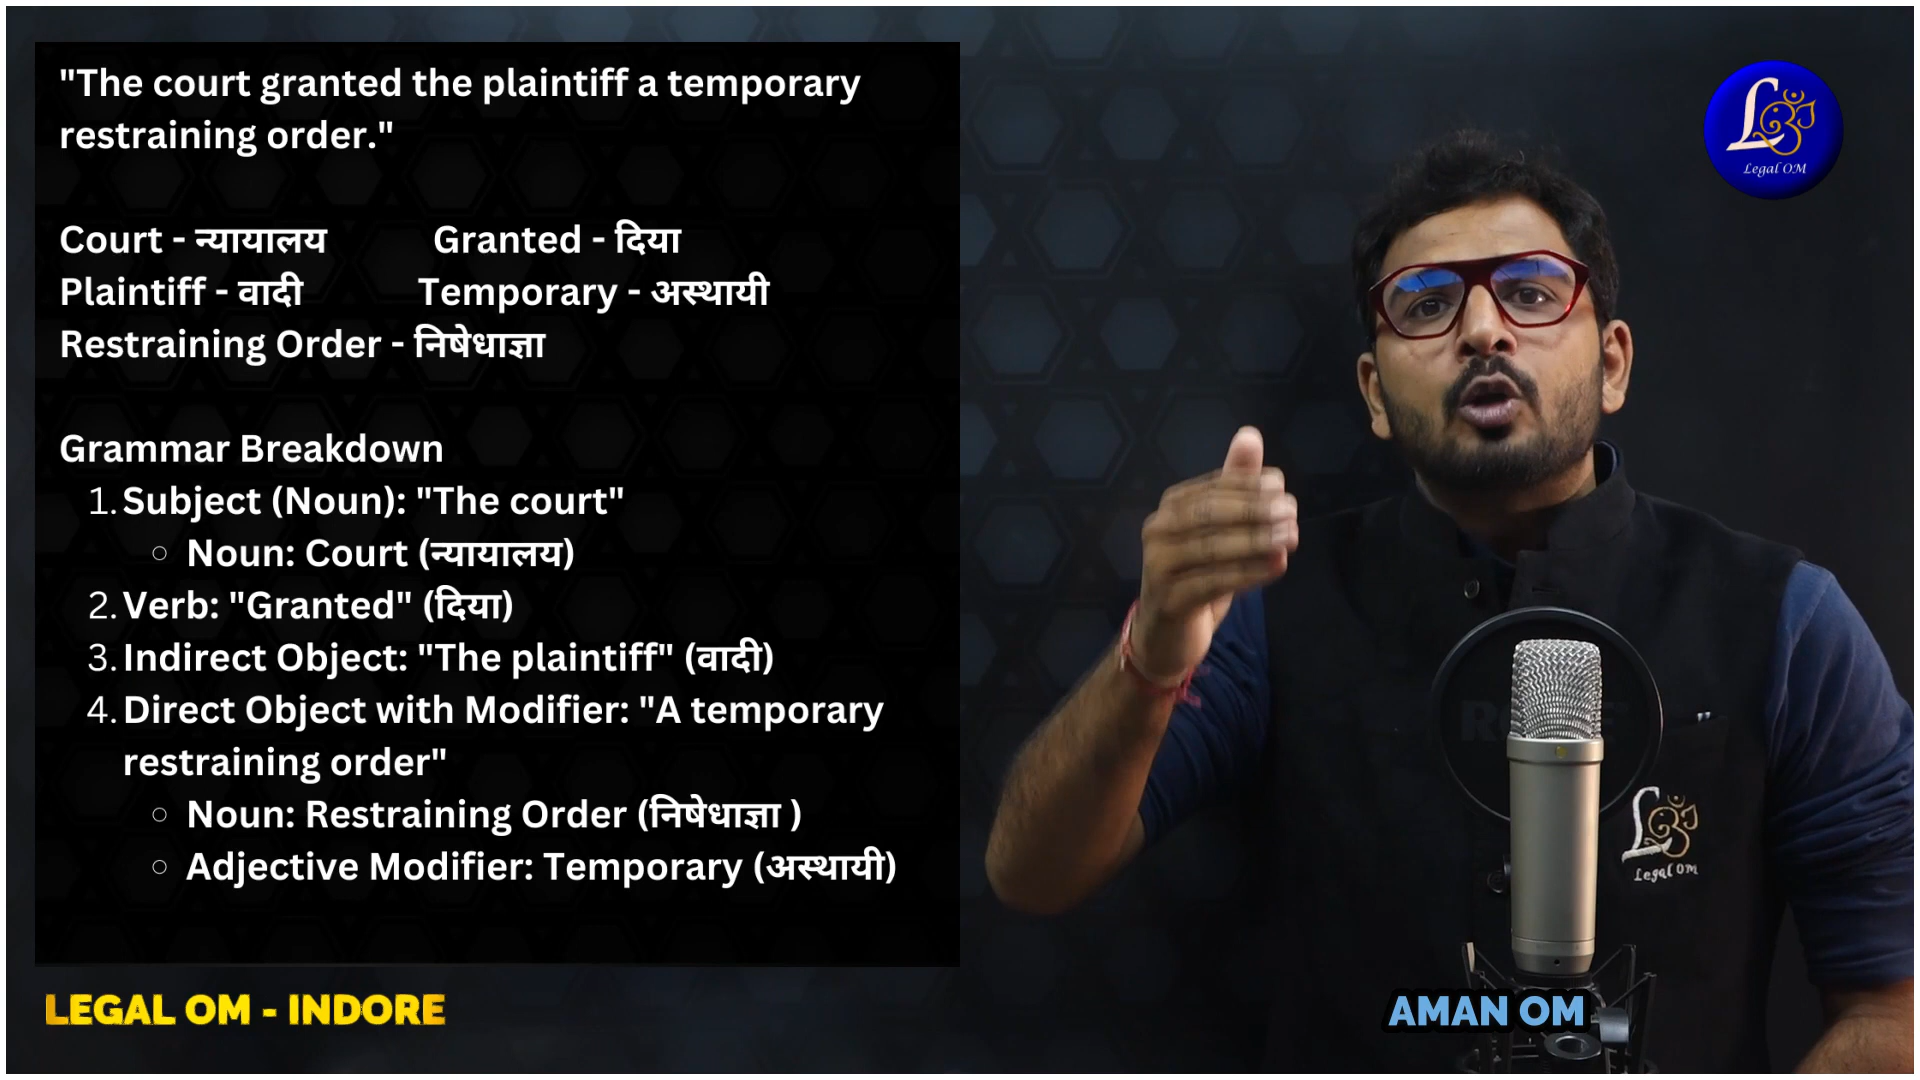 "The court granted the plaintiff a temporary
restraining order."
Court - न्यायालय Granted - दिया
Plaintiff - वादी Temporary - अस्थायी
Restraining Order - निषेधाज्ञा
Grammar Breakdown
1. Subject (Noun): "The court"
○ Noun: Court (न्यायालय)
2. Verb: "Granted" (दिया)
3. Indirect Object: "The plaintiff" (वादी)
4. Direct Object with Modifier: "A temporary
restraining order"
○ Noun: Restraining Order (निषेधाज्ञा )
○ Adjective Modifier: Temporary (अस्थायी)
LEGAL OM - INDORE
L ॐ
Legal OM
L ॐ
Legal OM
AMAN OM